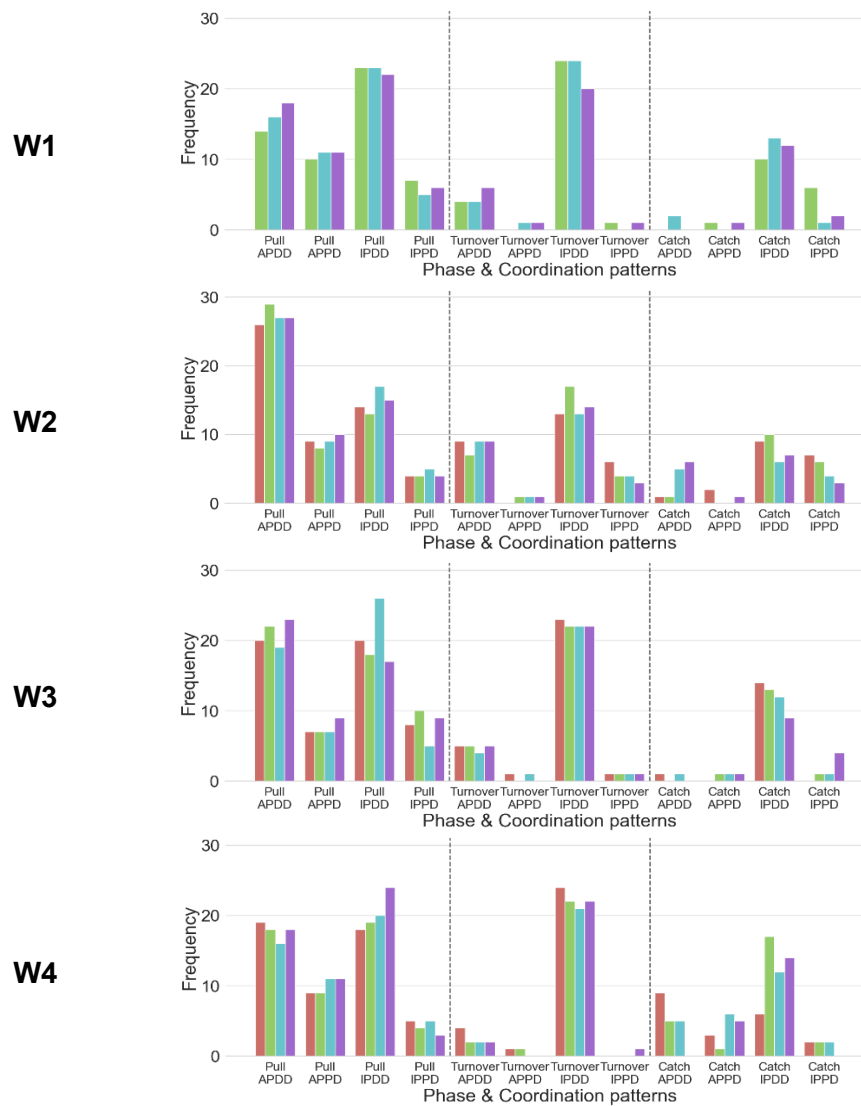 W1
Frequency
30
20
10
0
Pull Pull Pull Pull Turnover Turnover Turnover Turnover Catch Catch Catch Catch
APDD APPD IPDD IPPD APDD APPD IPDD IPPD APDD APPD IPDD IPPD
Phase & Coordination patterns
W2
Frequency
30
20
10
0
Pull Pull Pull Pull Turnover Turnover Turnover Turnover Catch Catch Catch Catch
APDD APPD IPDD IPPD APDD APPD IPDD IPPD APDD APPD IPDD IPPD
Phase & Coordination patterns
W3
Frequency
30
20
10
0
Pull Pull Pull Pull Turnover Turnover Turnover Turnover Catch Catch Catch Catch
APDD APPD IPDD IPPD APDD APPD IPDD IPPD APDD APPD IPDD IPPD
Phase & Coordination patterns
W4
Frequency
30
20
10
0
Pull Pull Pull Pull Turnover Turnover Turnover Turnover Catch Catch Catch Catch
APDD APPD IPDD IPPD APDD APPD IPDD IPPD APDD APPD IPDD IPPD
Phase & Coordination patterns